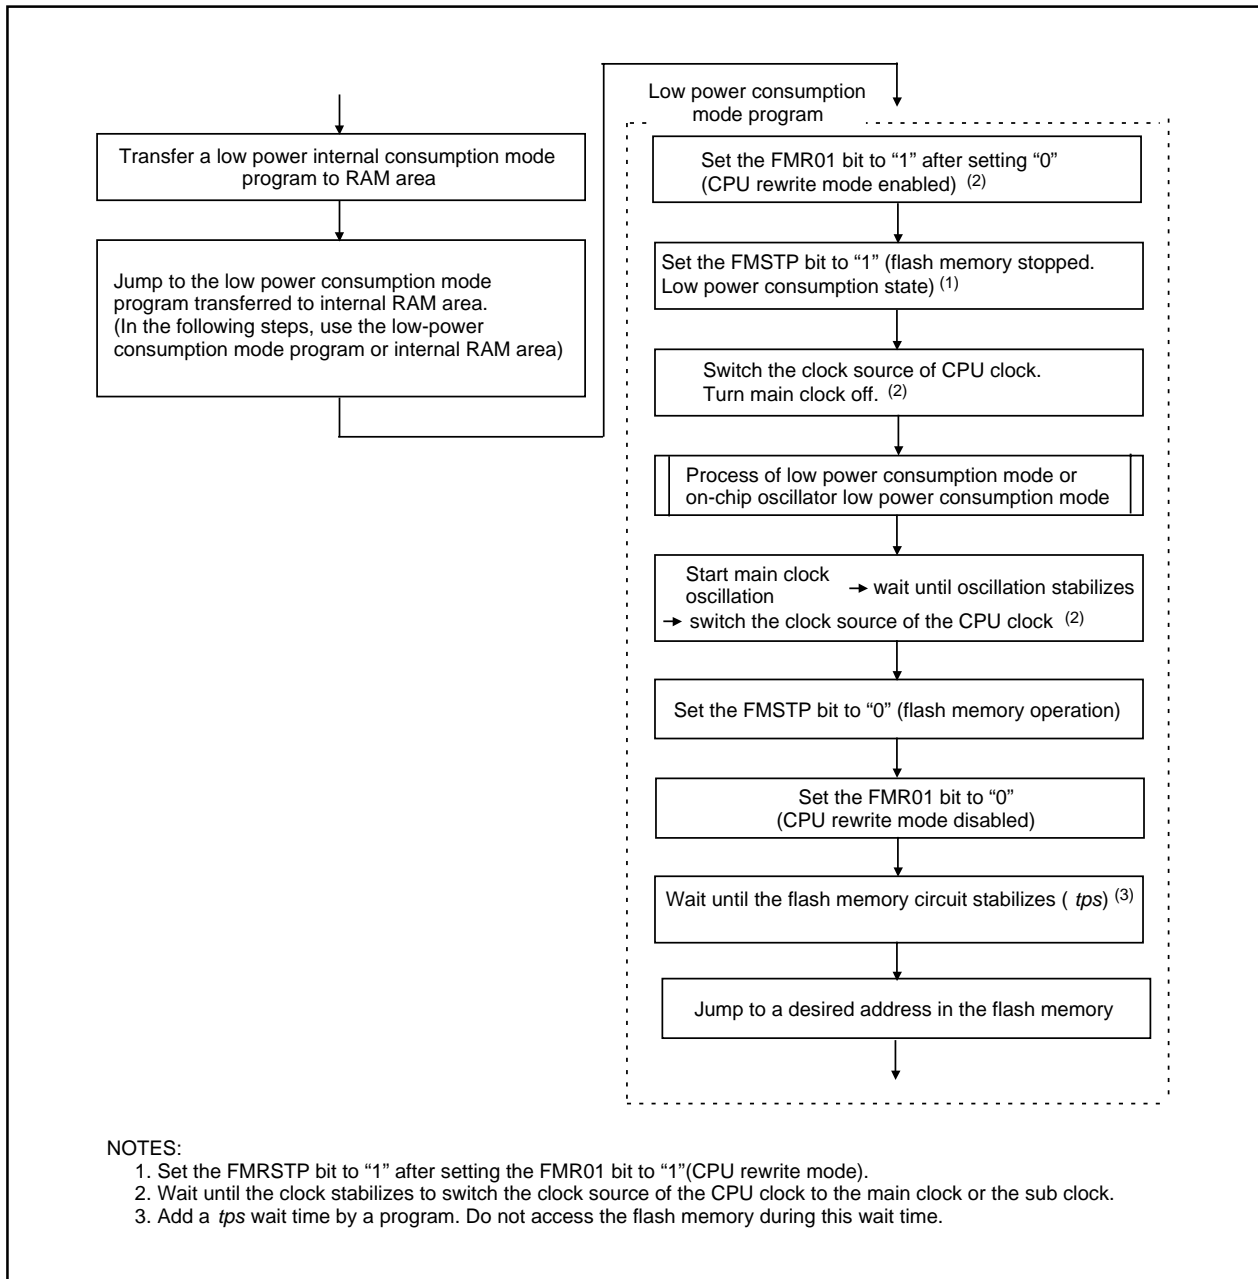 Transfer a low power internal consumption mode
program to RAM area
Jump to the low power consumption mode
program transferred to internal RAM area.
(In the following steps, use the low-power
consumption mode program or internal RAM area)
Low power consumption
mode program
Set the FMR01 bit to “1” after setting “0”
(CPU rewrite mode enabled) (2)
Set the FMSTP bit to “1” (flash memory stopped.
Low power consumption state) (1)
Switch the clock source of CPU clock.
Turn main clock off. (2)
Process of low power consumption mode or
on-chip oscillator low power consumption mode
Start main clock
oscillation → wait until oscillation stabilizes
→ switch the clock source of the CPU clock (2)
Set the FMSTP bit to “0” (flash memory operation)
Set the FMR01 bit to “0”
(CPU rewrite mode disabled)
Wait until the flash memory circuit stabilizes ( tps) (3)
Jump to a desired address in the flash memory
NOTES:
1. Set the FMRSTP bit to “1” after setting the FMR01 bit to “1”(CPU rewrite mode).
2. Wait until the clock stabilizes to switch the clock source of the CPU clock to the main clock or the sub clock.
3. Add a tps wait time by a program. Do not access the flash memory during this wait time.